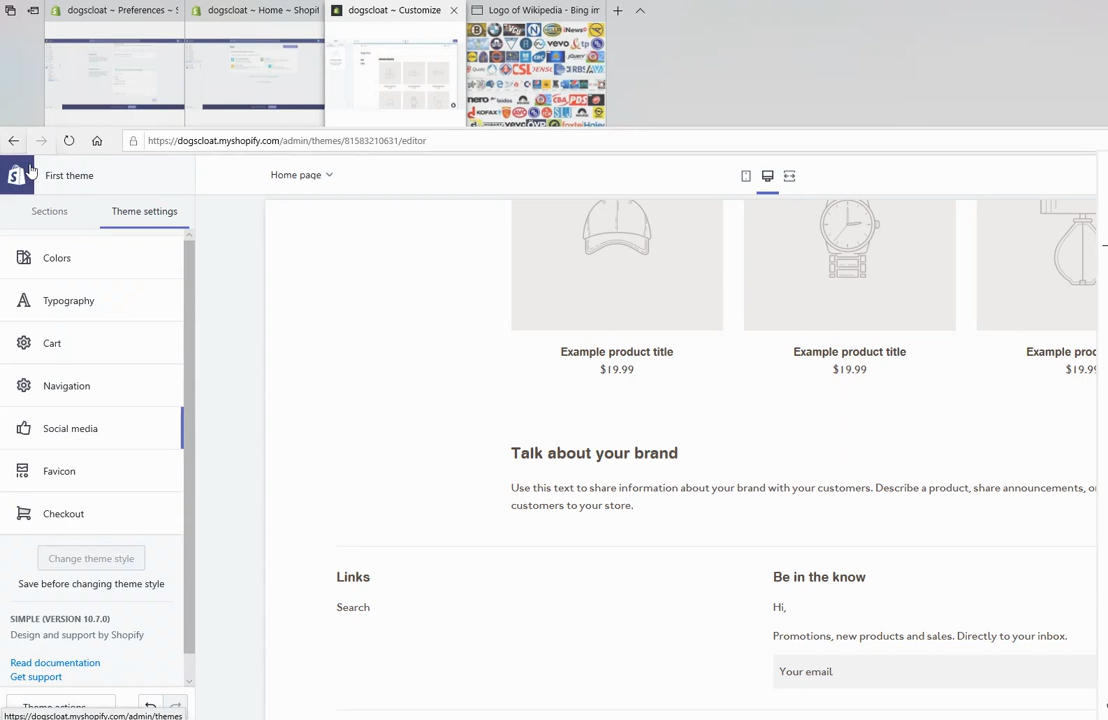 dogscloat ~ Preferences ~ S
dogscloat ~ Home ~ Shopif
dogscloat ~ Customize
Logo of Wikipedia - Bing im
https://dogscloat.myshopify.com/admin/themes/81583210631/editor
First theme
Home page
Sections
Theme settings
Colors
Typography
Cart
Navigation
Social media
Favicon
Checkout
Change theme style
Save before changing theme style
SIMPLE (VERSION 10.7.0)
Design and support by Shopify
Read documentation
Get support
Theme actions
https://dogscloat.myshopify.com/admin/themes
Example product title
$19.99
Example product title
$19.99
Example proc
$19.99
Talk about your brand
Use this text to share information about your brand with your customers. Describe a product, share announcements, o
customers to your store.
Links
Search
Be in the know
Hi,
Promotions, new products and sales. Directly to your inbox.
Your email